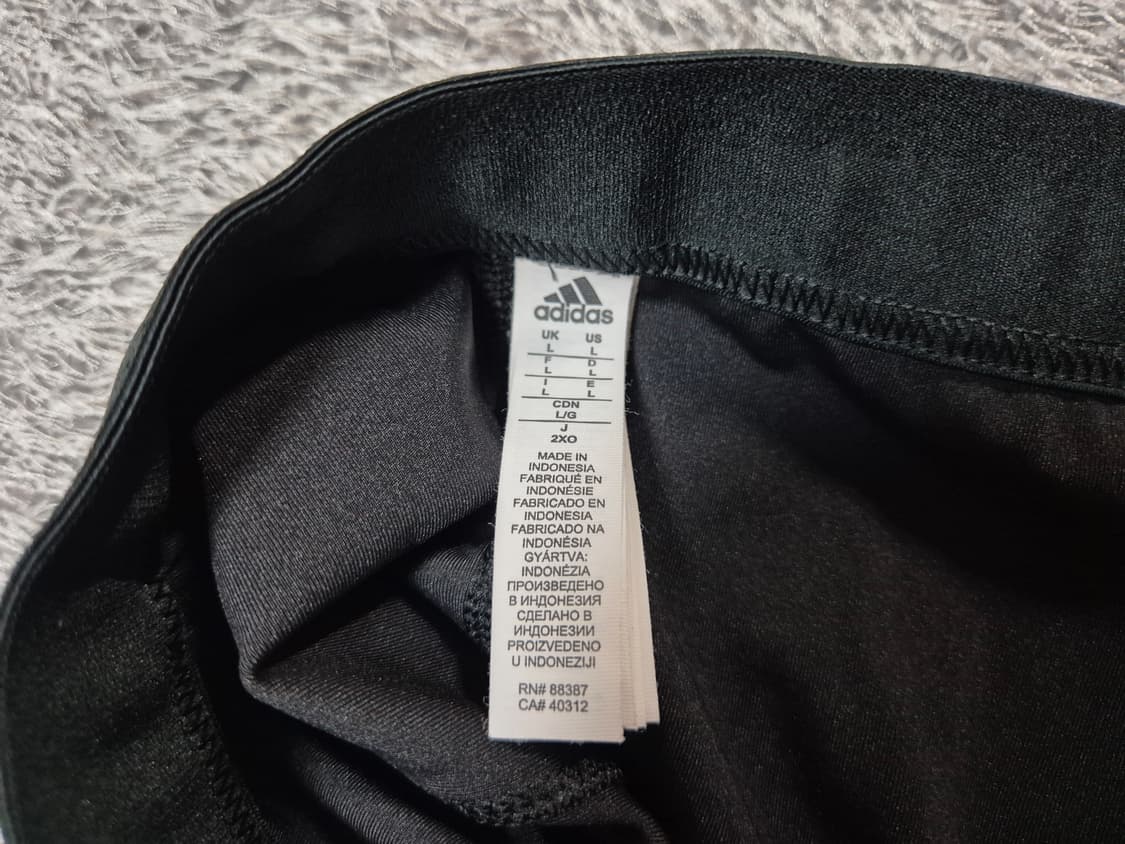 adidas
UK US
L L
F D
L L
I E
L L
CDN
L/G
J
2XO
MADE IN
INDONESIA
FABRIQUÉ EN
INDONÉSIE
FABRICADO EN
INDONESIA
FABRICADO NA
INDONÉSIA
GYÁRTVA:
INDONÉZIA
ПРОИЗВЕДЕНО
В ИНДОНЕЗИЯ
СДЕЛАНО В
ИНДОНЕЗИИ
PROIZVEDENO
U INDONEZIJI
RN# 88387
CA# 40312